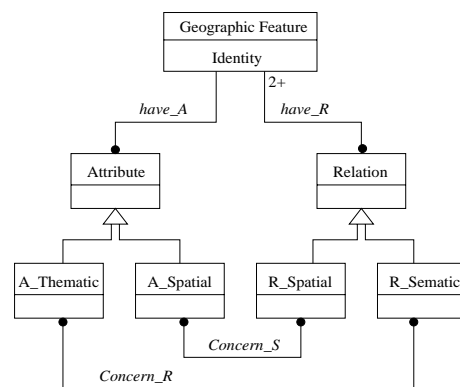 Geographic Feature
Identity
2+
have_A
have_R
Attribute
Relation
A_Thematic
A_Spatial
R_Spatial
R_Sematic
Concern_S
Concern_R